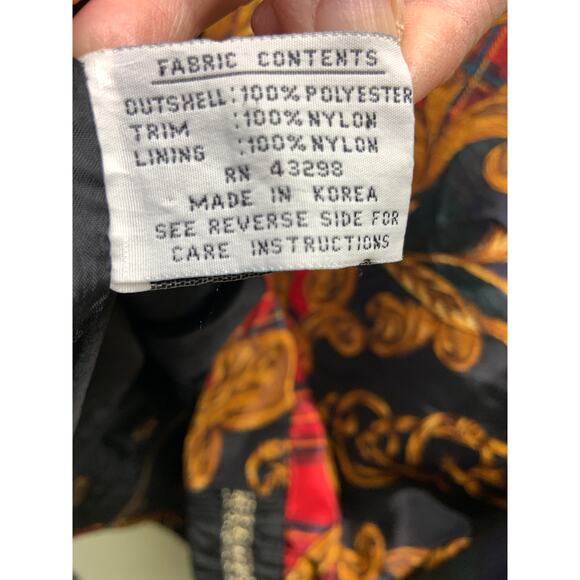 FABRIC CONTENTS
OUTSHELL:100% POLYESTER
TRIM :100% NYLON
LINING :100% NYLON
RN 43298
MADE IN KOREA
SEE REVERSE SIDE FOR
CARE INSTRUCTIONS